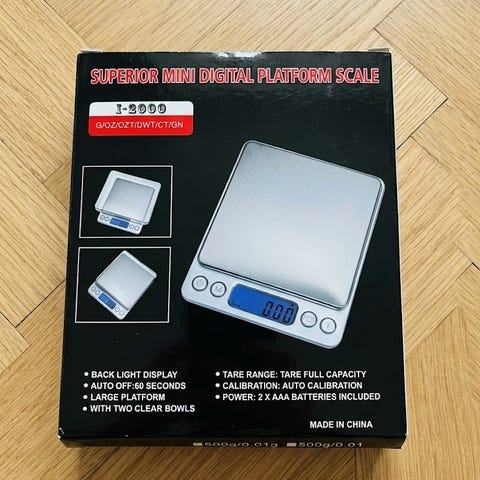 SUPERIOR MINI DIGITAL PLATFORM SCALE
I-2000
G/OZ/OZT/DWT/CT/GN
000
M
T
• BACK LIGHT DISPLAY
• AUTO OFF:60 SECONDS
• LARGE PLATFORM
• WITH TWO CLEAR BOWLS
• TARE RANGE: TARE FULL CAPACITY
• CALIBRATION: AUTO CALIBRATION
• POWER: 2 X AAA BATTERIES INCLUDED
MADE IN CHINA
500g/0.01g 500g/0.01